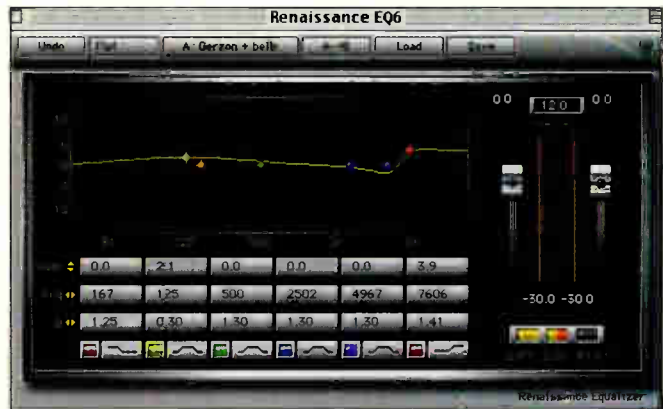 Renaissance EQ6
Undo A: Gerzon + bells Load Save
0.0 12.0 0.0
0.0 2.1 0.0 0.0 0.0 3.9
167 125 500 2502 4967 7606
1.25 0.30 1.30 1.30 1.30 1.41
-30.0 -30.0
Renaissance Equalizer